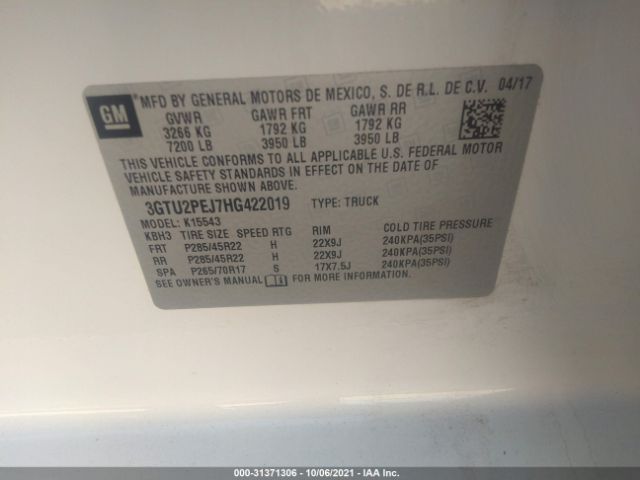 GM
MFD BY GENERAL MOTORS DE MEXICO, S. DE R.L. DE C.V. 04/17
GVWR GAWR FRT GAWR RR
3266 KG 1792 KG 1792 KG
7200 LB 3950 LB 3950 LB
THIS VEHICLE CONFORMS TO ALL APPLICABLE U.S. FEDERAL MOTOR
VEHICLE SAFETY STANDARDS IN EFFECT ON THE DATE OF
MANUFACTURE SHOWN ABOVE.
3GTU2PEJ7HG422019 TYPE: TRUCK
MODEL: K15543
KBH3 TIRE SIZE SPEED RTG RIM COLD TIRE PRESSURE
FRT P285/45R22 H 22X9J 240KPA(35PSI)
RR P285/45R22 H 22X9J 240KPA(35PSI)
SPA P265/70R17 S 17X7.5J 240KPA(35PSI)
SEE OWNER'S MANUAL FOR MORE INFORMATION.
000-31371306 - 10/06/2021 - IAA Inc.